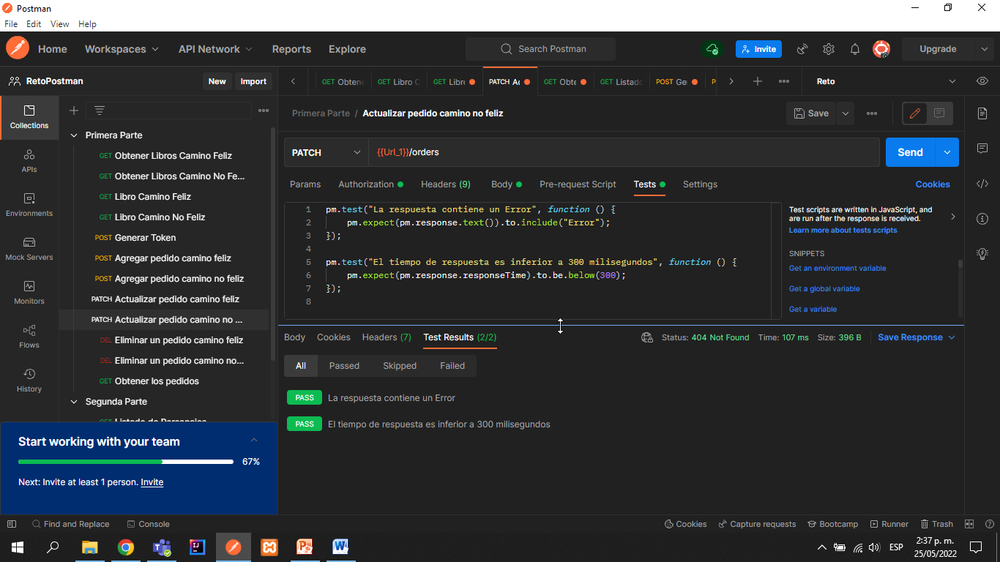 Postman
File Edit View Help
Home Workspaces API Network Reports Explore Search Postman Invite Upgrade
RetoPostman New Import GET Obten GET Libro C GET Libr PATCH Ac GET Obte GET Listad POST Ge P Reto
Primera Parte / Actualizar pedido camino no feliz Save
Collections
APIs
Environments
Mock Servers
Monitors
Flows
History
Primera Parte
GET Obtener Libros Camino Feliz
GET Obtener Libros Camino No Fe...
GET Libro Camino Feliz
GET Libro Camino No Feliz
POST Generar Token
POST Agregar pedido camino feliz
POST Agregar pedido camino no feliz
PATCH Actualizar pedido camino feliz
PATCH Actualizar pedido camino no ...
DEL Eliminar un pedido camino feliz
DEL Eliminar un pedido camino no...
GET Obtener los pedidos
Segunda Parte
GET Listado de Personajes
PATCH {{Url_1}}/orders Send
Params Authorization Headers (9) Body Pre-request Script Tests Settings Cookies
1 pm.test("La respuesta contiene un Error", function () {
2 pm.expect(pm.response.text()).to.include("Error");
3 });
4
5 pm.test("El tiempo de respuesta es inferior a 300 milisegundos", function () {
6 pm.expect(pm.response.responseTime).to.be.below(300);
7 });
8
Test scripts are written in JavaScript, and
are run after the response is received.
Learn more about tests scripts
SNIPPETS
Get an environment variable
Get a global variable
Get a variable
Body Cookies Headers (7) Test Results (2/2) Status: 404 Not Found Time: 107 ms Size: 396 B Save Response
All Passed Skipped Failed
PASS La respuesta contiene un Error
PASS El tiempo de respuesta es inferior a 300 milisegundos
Start working with your team
67%
Next: Invite at least 1 person. Invite
Find and Replace Console Cookies Capture requests Bootcamp Runner Trash
ESP
2:37 p. m.
25/05/2022